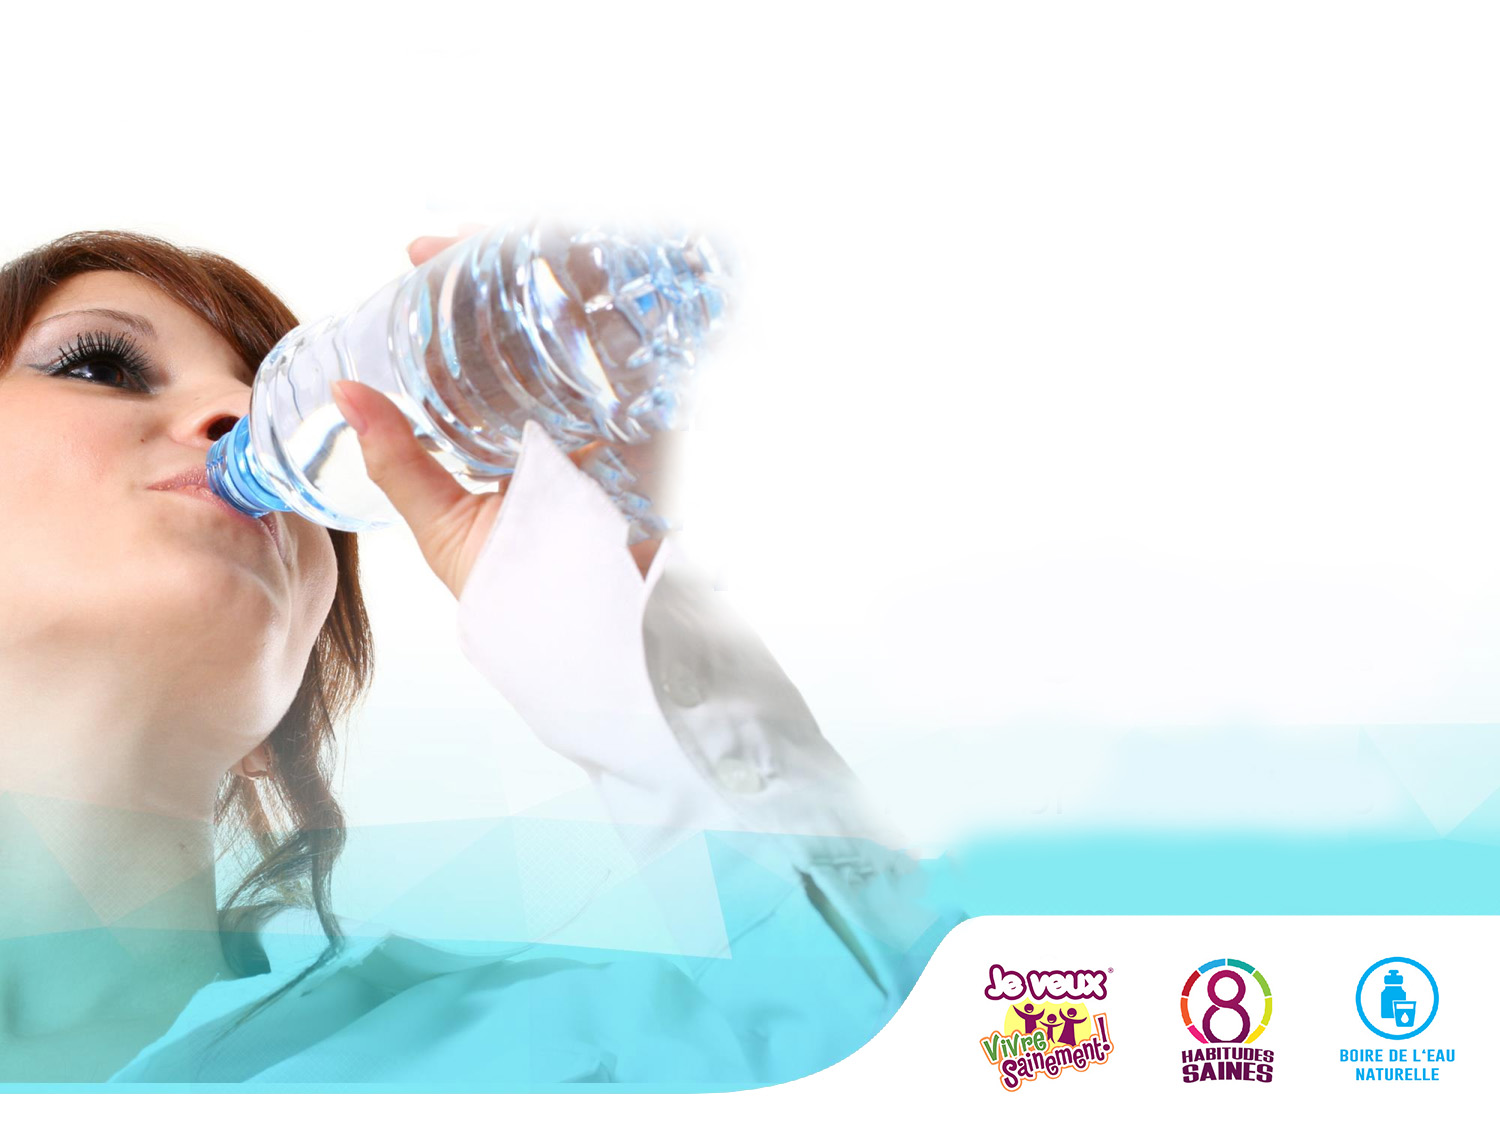 Je veux®
Vivre
Sainement!
8
HABITUDES
SAINES
BOIRE DE L'EAU
NATURELLE